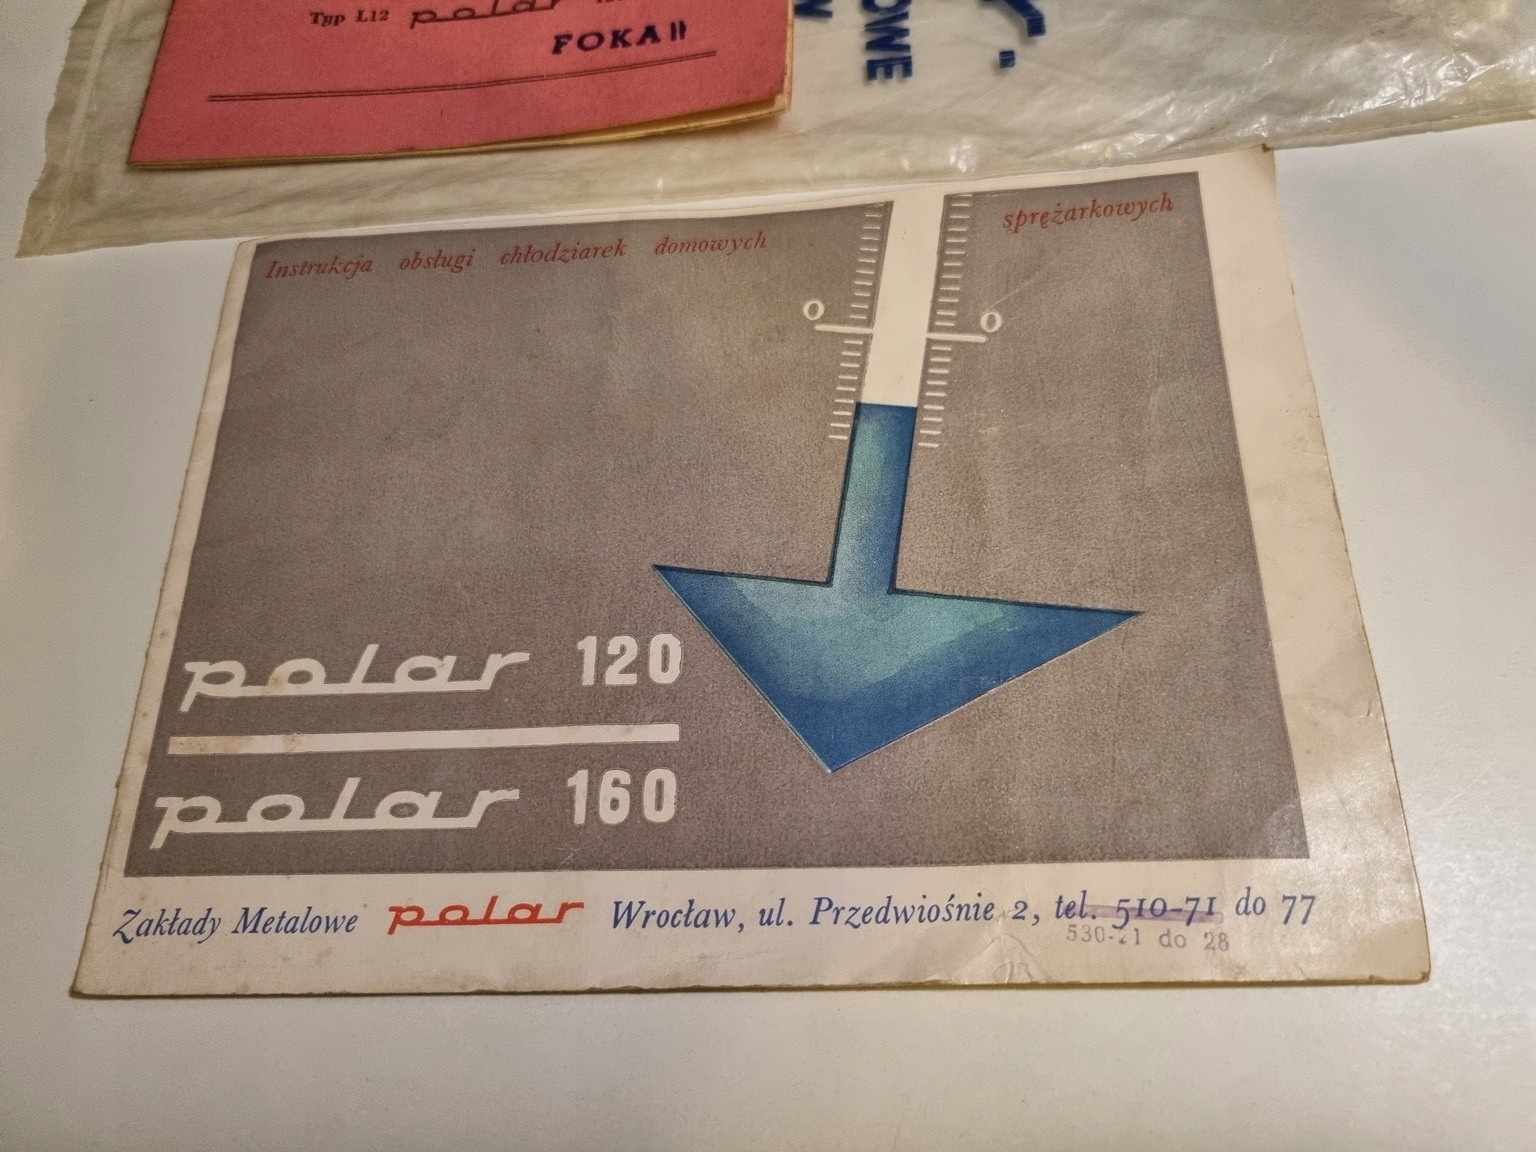 Typ L12 polar
FOKA II
OWE
Instrukcja obsługi chłodziarek domowych sprężarkowych
0 0
polar 120
polar 160
Zakłady Metalowe polar Wrocław, ul. Przedwiośnie 2, tel. 510-71 do 77
530-21 do 28